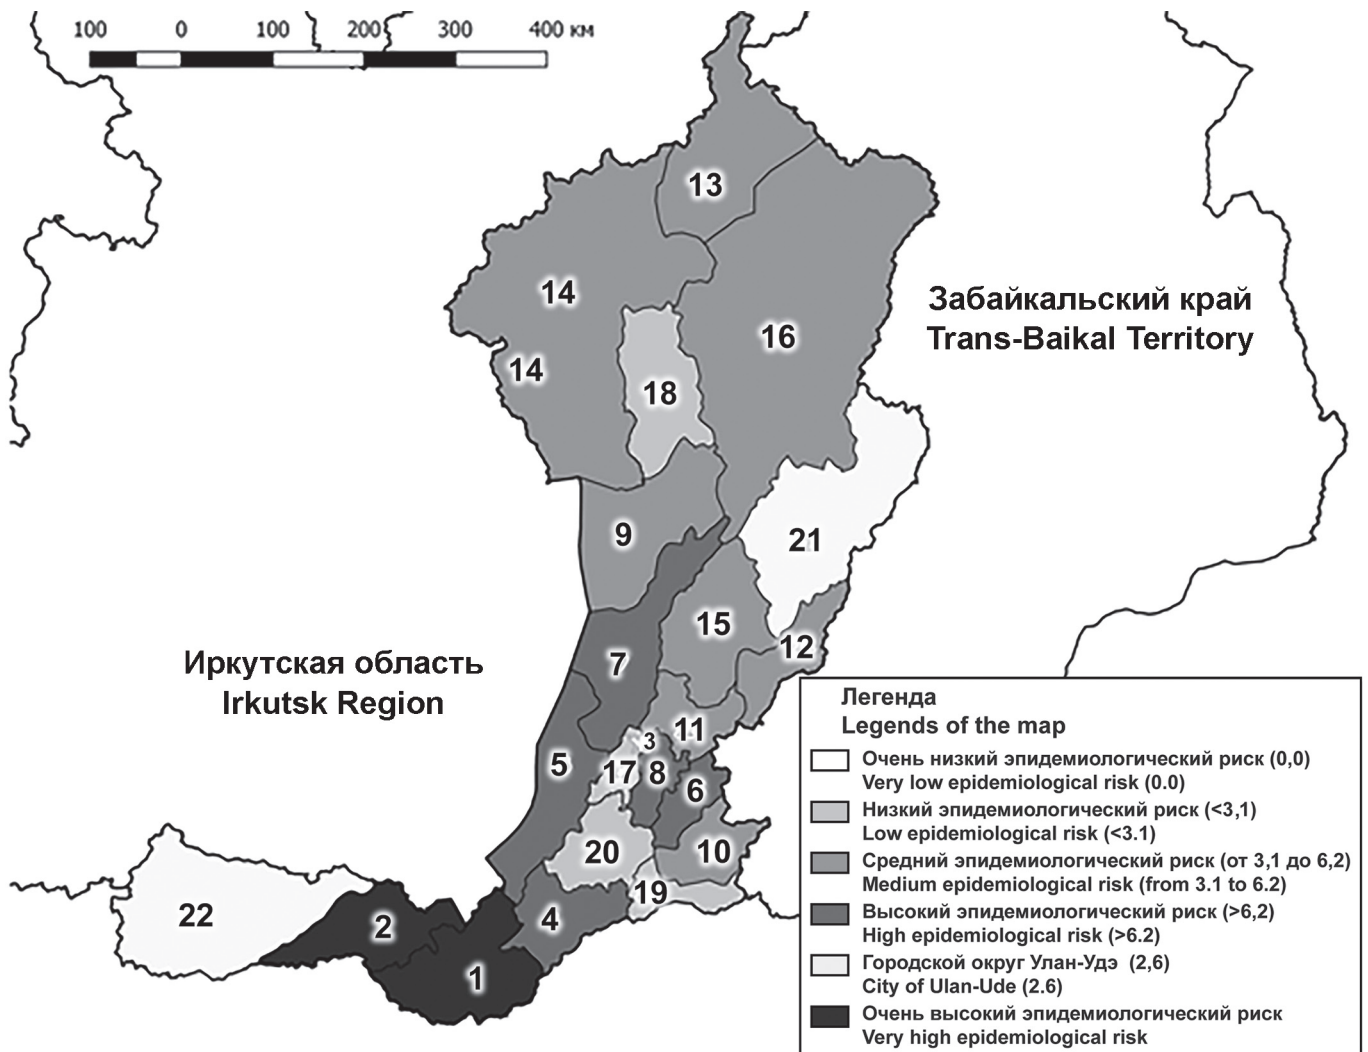 100 0 100 200 300 400 км
13
14
16
14
18
Забайкальский край
Trans-Baikal Territory
9
21
15
12
7
Иркутская область
Irkutsk Region
11
3
5
17
8
6
20
10
19
22
2
4
1
Легенда
Legends of the map
Очень низкий эпидемиологический риск (0,0)
Very low epidemiological risk (0.0)
Низкий эпидемиологический риск (<3,1)
Low epidemiological risk (<3.1)
Средний эпидемиологический риск (от 3,1 до 6,2)
Medium epidemiological risk (from 3.1 to 6.2)
Высокий эпидемиологический риск (>6,2)
High epidemiological risk (>6.2)
Городской округ Улан-Удэ (2,6)
City of Ulan-Ude (2.6)
Очень высокий эпидемиологический риск
Very high epidemiological risk